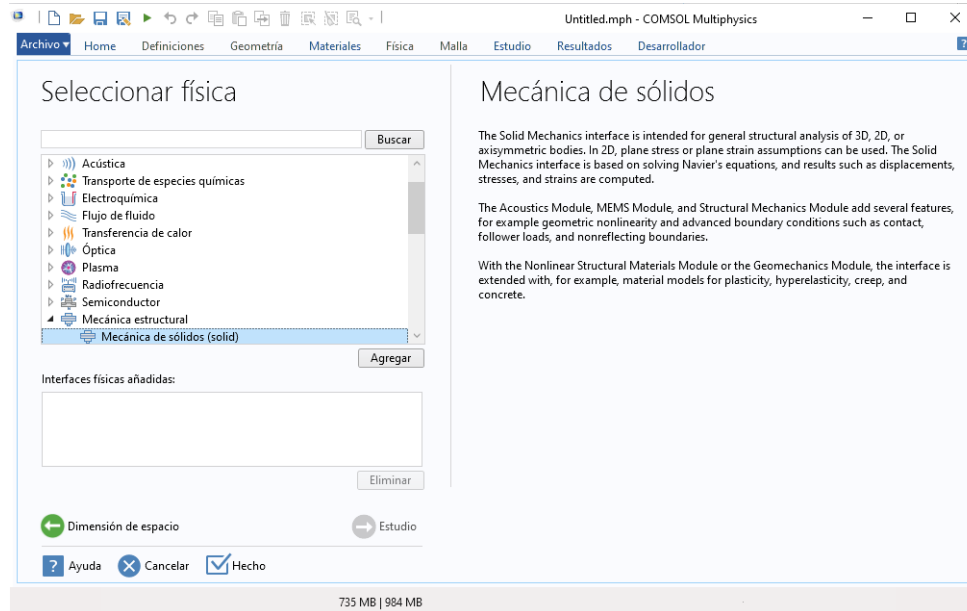 Untitled.mph - COMSOL Multiphysics
Archivo Home Definiciones Geometría Materiales Física Malla Estudio Resultados Desarrollador ?
Seleccionar física
Buscar
Acústica
Transporte de especies químicas
Electroquímica
Flujo de fluido
Transferencia de calor
Óptica
Plasma
Radiofrecuencia
Semiconductor
Mecánica estructural
Mecánica de sólidos (solid)
Agregar
Interfaces físicas añadidas:
Eliminar
Dimensión de espacio
Estudio
? Ayuda Cancelar Hecho
Mecánica de sólidos
The Solid Mechanics interface is intended for general structural analysis of 3D, 2D, or
axisymmetric bodies. In 2D, plane stress or plane strain assumptions can be used. The Solid
Mechanics interface is based on solving Navier's equations, and results such as displacements,
stresses, and strains are computed.
The Acoustics Module, MEMS Module, and Structural Mechanics Module add several features,
for example geometric nonlinearity and advanced boundary conditions such as contact,
follower loads, and nonreflecting boundaries.
With the Nonlinear Structural Materials Module or the Geomechanics Module, the interface is
extended with, for example, material models for plasticity, hyperelasticity, creep, and
concrete.
735 MB | 984 MB